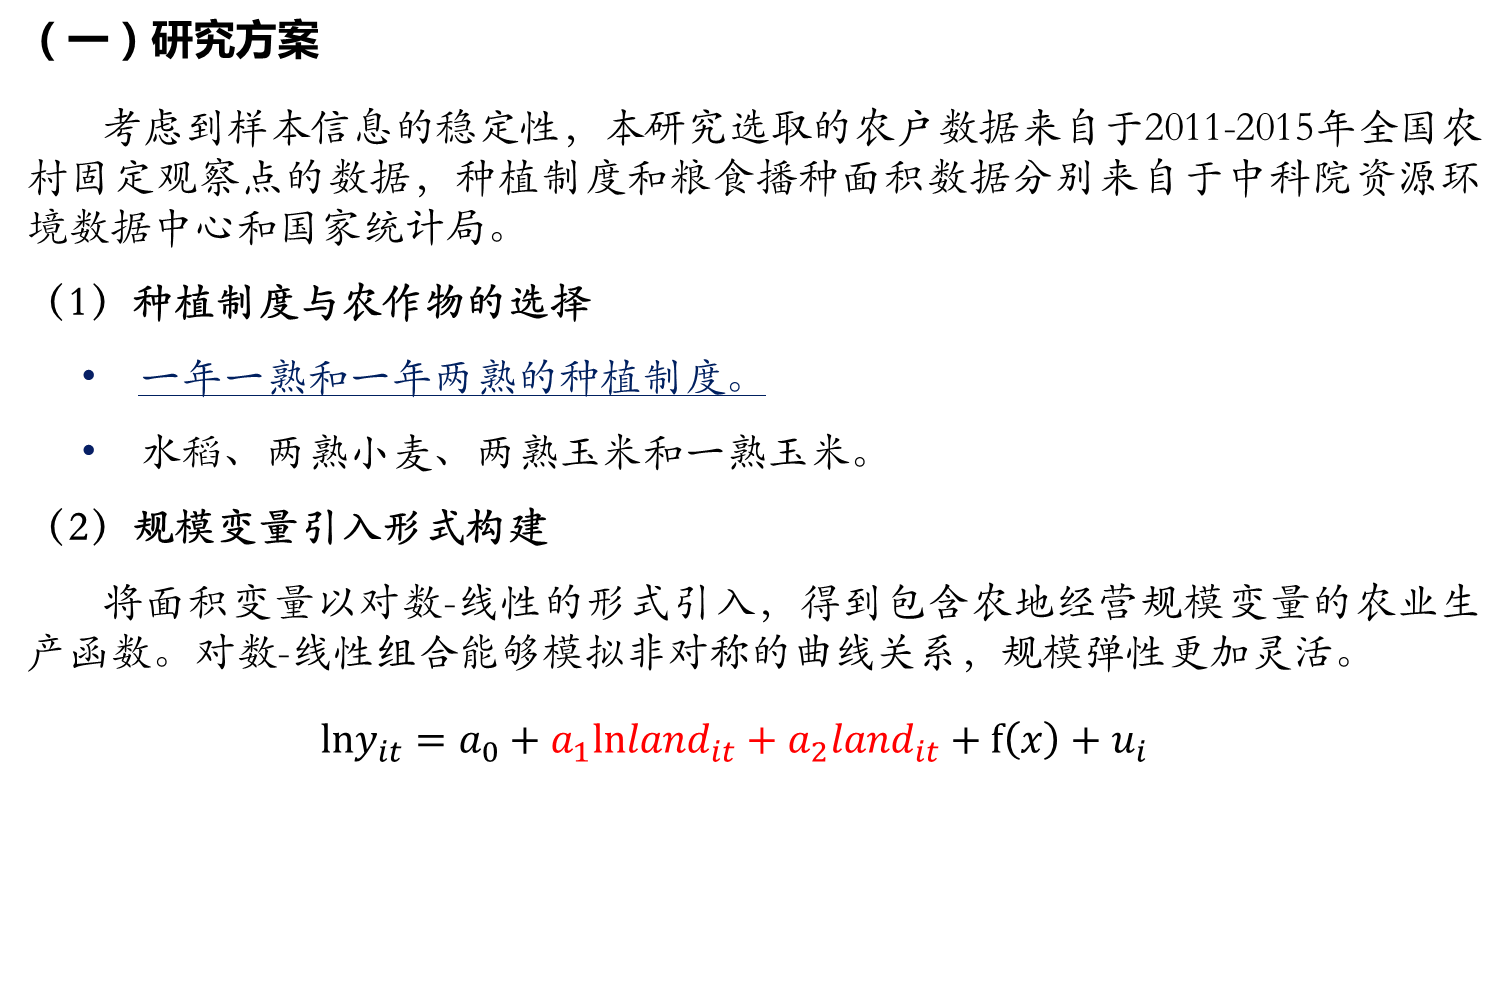 （一）研究方案
考虑到样本信息的稳定性，本研究选取的农户数据来自于2011-2015年全国农
村固定观察点的数据，种植制度和粮食播种面积数据分别来自于中科院资源环
境数据中心和国家统计局。
（1）种植制度与农作物的选择
• 一年一熟和一年两熟的种植制度。
• 水稻、两熟小麦、两熟玉米和一熟玉米。
（2）规模变量引入形式构建
将面积变量以对数-线性的形式引入，得到包含农地经营规模变量的农业生
产函数。对数-线性组合能够模拟非对称的曲线关系，规模弹性更加灵活。
lny_{it} = a_0 + a_1lnland_{it} + a_2land_{it} + f(x) + u_i